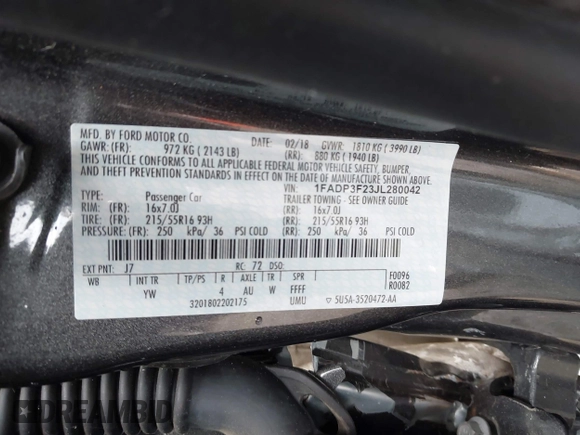 MFD. BY FORD MOTOR CO.
DATE: 02/18 GVWR: 1810 KG ( 3990 LB)
GAWR: (FR): 972 KG ( 2143 LB) (RR): 880 KG ( 1940 LB)
THIS VEHICLE CONFORMS TO ALL APPLICABLE FEDERAL MOTOR VEHICLE SAFETY, BUMPER,
AND THEFT PREVENTION STANDARDS IN EFFECT ON THE DATE OF MANUFACTURE SHOWN ABOVE.
VIN: 1FADP3F23JL280042
TYPE: Passenger Car TRAILER TOWING - SEE OWNER GUIDE
RIM: (FR): 16x7.0J (RR): 16x7.0J
TIRE: (FR): 215/55R16 93H (RR): 215/55R16 93H
PRESSURE: (FR): 250 kPa/ 36 PSI COLD (RR): 250 kPa/ 36 PSI COLD
EXT PNT: J7 RC: 72 DSO:
WB INT TR TP/PS R AXLE TR SPR F0096
YW 4 AU W FFFF R0082
3201802202175 UMU ▽ 5U5A-3520472-AA
DREAMBID